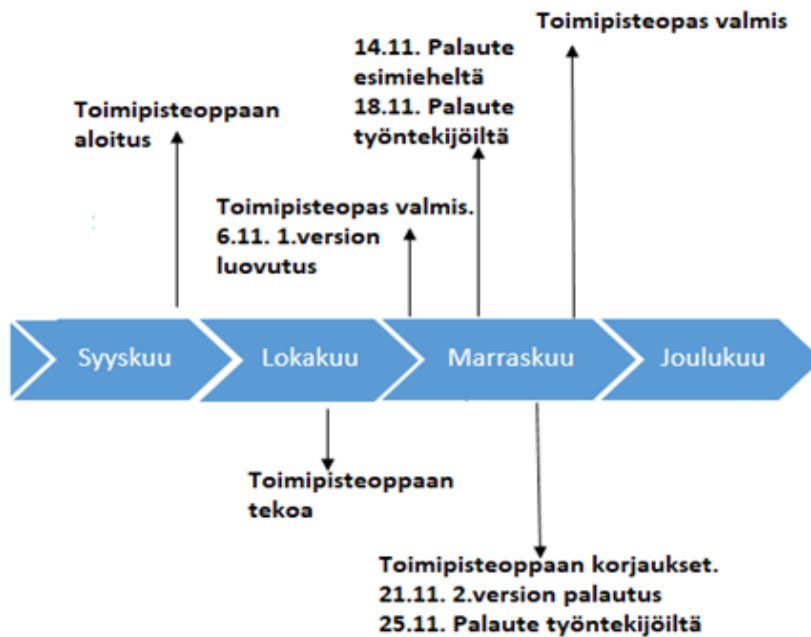 Toimipisteopas valmis
14.11. Palaute
esimieheltä
18.11. Palaute
työntekijöiltä
Toimipisteoppaan
aloitus
Toimipisteopas valmis.
6.11. 1.version
luovutus
Syyskuu
Lokakuu
Marraskuu
Joulukuu
Toimipisteoppaan
tekoa
Toimipisteoppaan korjaukset.
21.11. 2.version palautus
25.11. Palaute työntekijöiltä